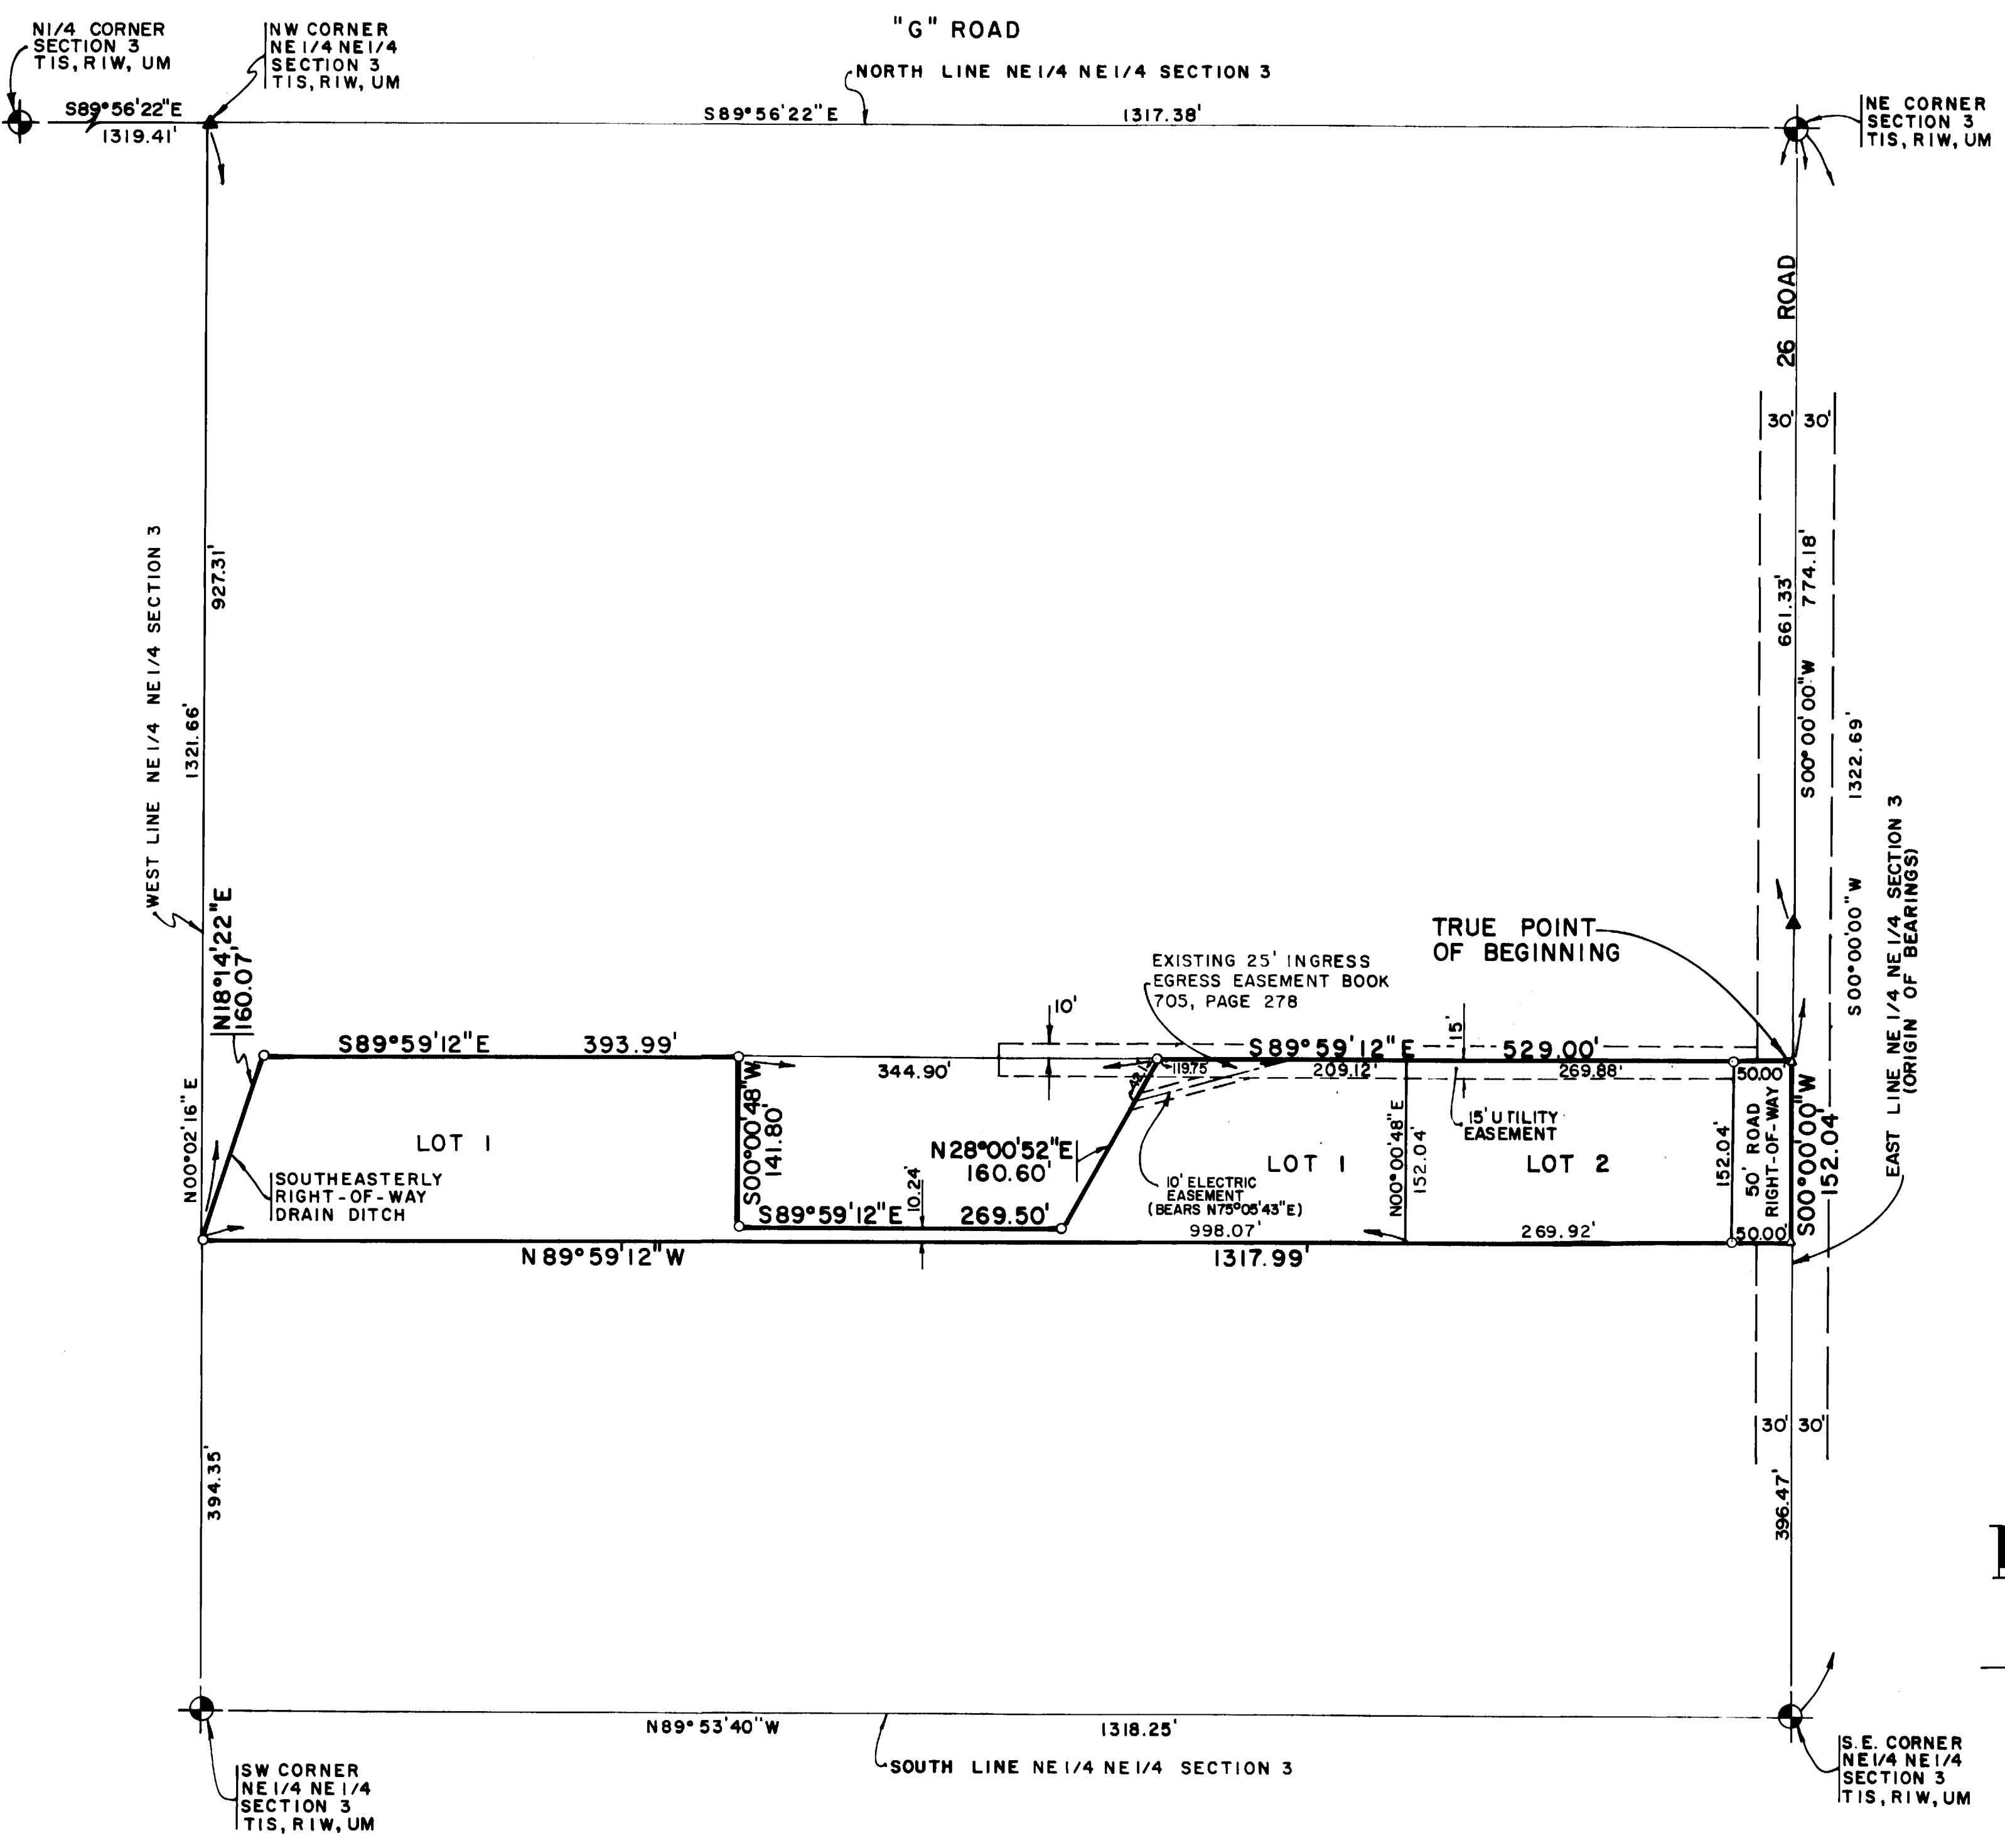 "G" ROAD
N1/4 CORNER
SECTION 3
T1S, R1W, UM
NW CORNER
NE1/4 NE1/4
SECTION 3
T1S, R1W, UM
NORTH LINE NE1/4 NE1/4 SECTION 3
NE CORNER
SECTION 3
T1S, R1W, UM
S89°56'22"E
1319.41'
S89°56'22"E
1317.38'
26 ROAD
30'
30'
WEST LINE NE1/4 NE1/4 SECTION 3
927.31'
1321.66'
661.33'
774.18'
S00°00'00"W
1322.69'
S00°00'00"W
EAST LINE NE1/4 NE1/4 SECTION 3
(ORIGIN OF BEARINGS)
N18°14'22"E
160.07'
TRUE POINT
OF BEGINNING
EXISTING 25' INGRESS
EGRESS EASEMENT BOOK
705, PAGE 278
10'
15'
S89°59'12"E
393.99'
344.90'
S89°59'12"E
529.00'
119.75
209.12'
269.88'
50.00'
N00°02'16"E
LOT 1
SOUTHEASTERLY
RIGHT-OF-WAY
DRAIN DITCH
S00°00'48"W
141.80'
N28°00'52"E
160.60'
S89°59'12"E
269.50'
10.24'
10' ELECTRIC
EASEMENT
(BEARS N75°05'43"E)
LOT 1
N00°00'48"E
152.04'
15' UTILITY
EASEMENT
LOT 2
152.04'
50' ROAD
RIGHT-OF-WAY
S00°00'00"W
152.04'
998.07'
269.92'
50.00'
N89°59'12"W
1317.99'
394.35'
30'
30'
396.47'
N89°53'40"W
1318.25'
SOUTH LINE NE1/4 NE1/4 SECTION 3
SW CORNER
NE1/4 NE1/4
SECTION 3
T1S, R1W, UM
S.E. CORNER
NE1/4 NE1/4
SECTION 3
T1S, R1W, UM